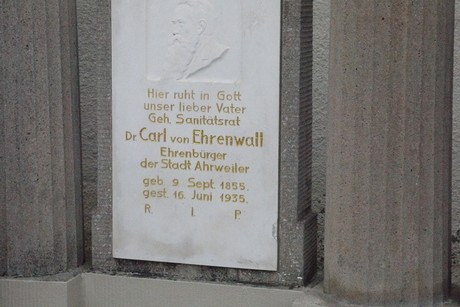 Hier ruht in Gott
unser lieber Vater
Geh. Sanitätsrat
Dr Carl von Ehrenwall
Ehrenbürger
der Stadt Ahrweiler
geb. 9 Sept. 1855.
gest. 16. Juni 1935.
R. I. P.